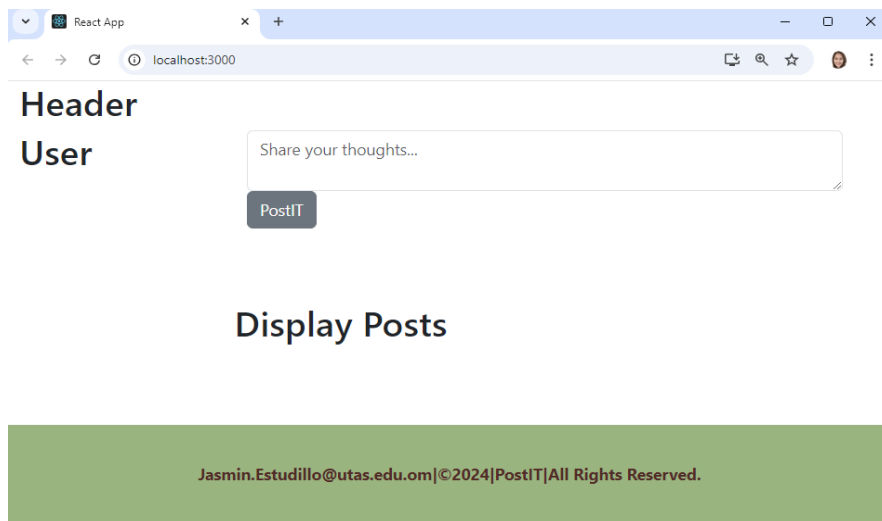 React App
localhost:3000
Header
User
Share your thoughts...
PostIT
Display Posts
Jasmin.Estudillo@utas.edu.om|©2024|PostIT|All Rights Reserved.